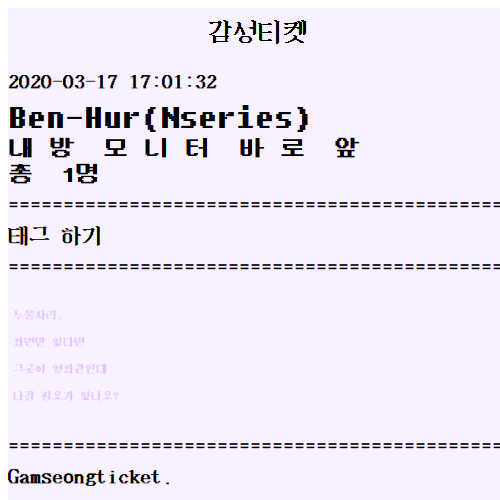 감성티켓
2020-03-17 17:01:32
Ben-Hur(Nseries)
내 방 모 니 터 바 로 앞
총 1명
==============================================
태그 하기
==============================================
누울자리.
화면만 있다면
그곳이 영화관인데
나갈 필요가 있나요?
==============================================
Gamseongticket.